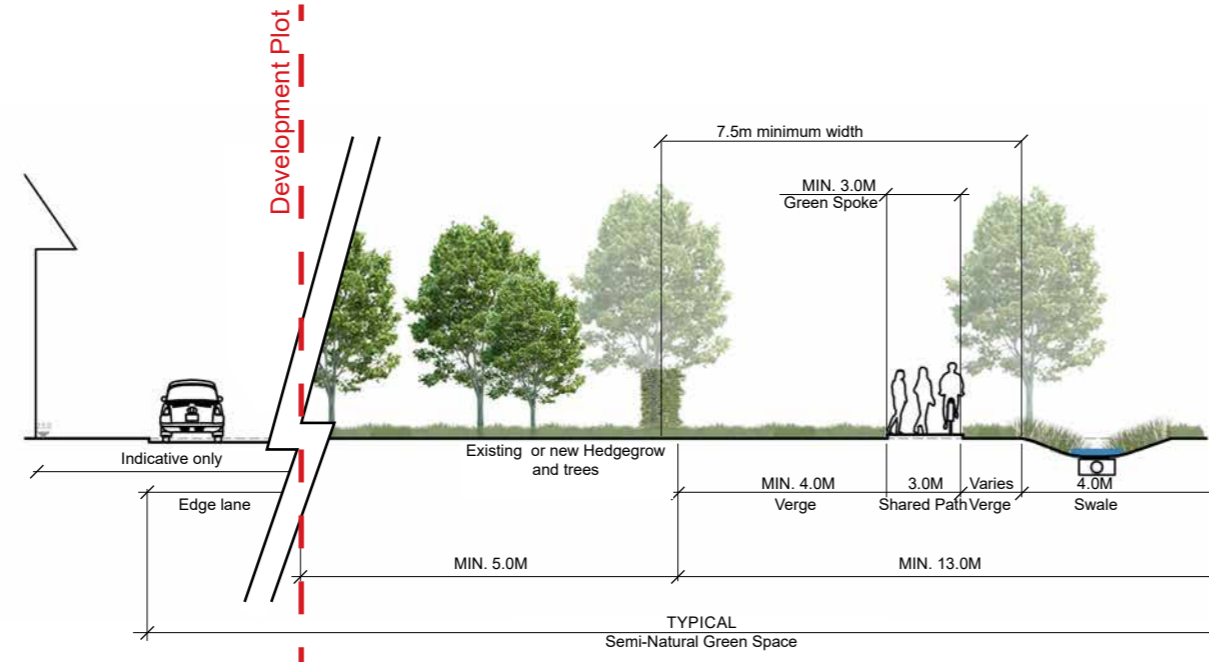 Development Plot
7.5m minimum width
MIN. 3.0M
Green Spoke
Indicative only
Existing or new Hedgegrow
and trees
Edge lane
MIN. 4.0M
Verge
3.0M
Shared Path
Varies
Verge
4.0M
Swale
MIN. 5.0M
MIN. 13.0M
TYPICAL
Semi-Natural Green Space